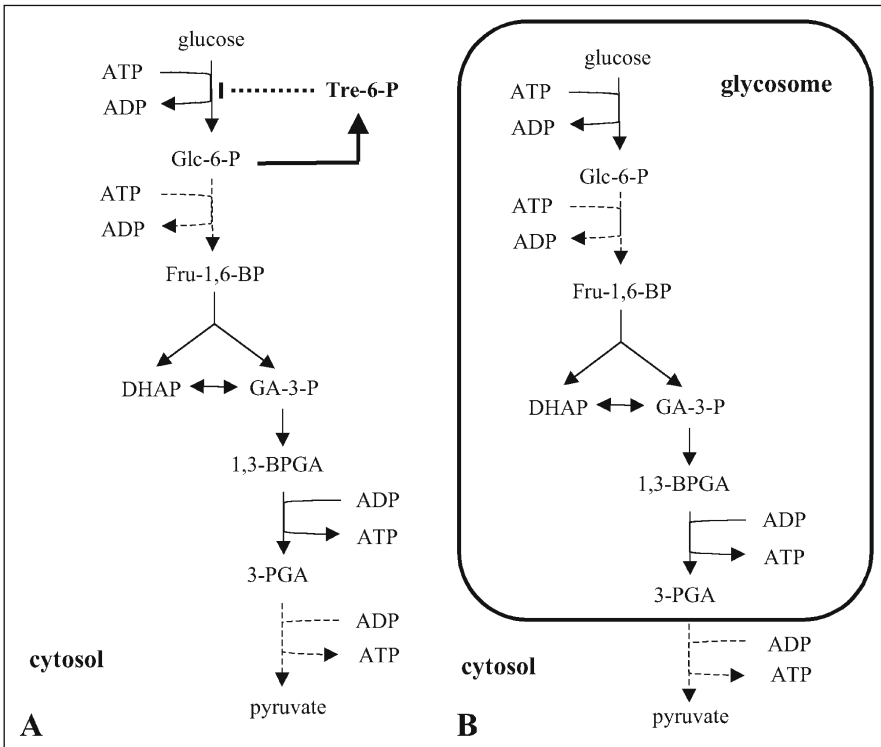 glucose
ATP
ADP
Tre-6-P
Glc-6-P
ATP
ADP
Fru-1,6-BP
DHAP
GA-3-P
1,3-BPGA
ADP
ATP
3-PGA
ADP
ATP
cytosol
pyruvate
A
glucose
glycosome
ATP
ADP
Glc-6-P
ATP
ADP
Fru-1,6-BP
DHAP
GA-3-P
1,3-BPGA
ADP
ATP
3-PGA
ADP
ATP
cytosol
pyruvate
B